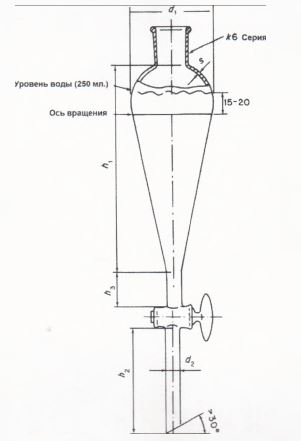 d₁
k6 Серия
s
Уровень воды (250 мл.)
15-20
Ось вращения
h₁
h₃
d₂
h₂
~30°